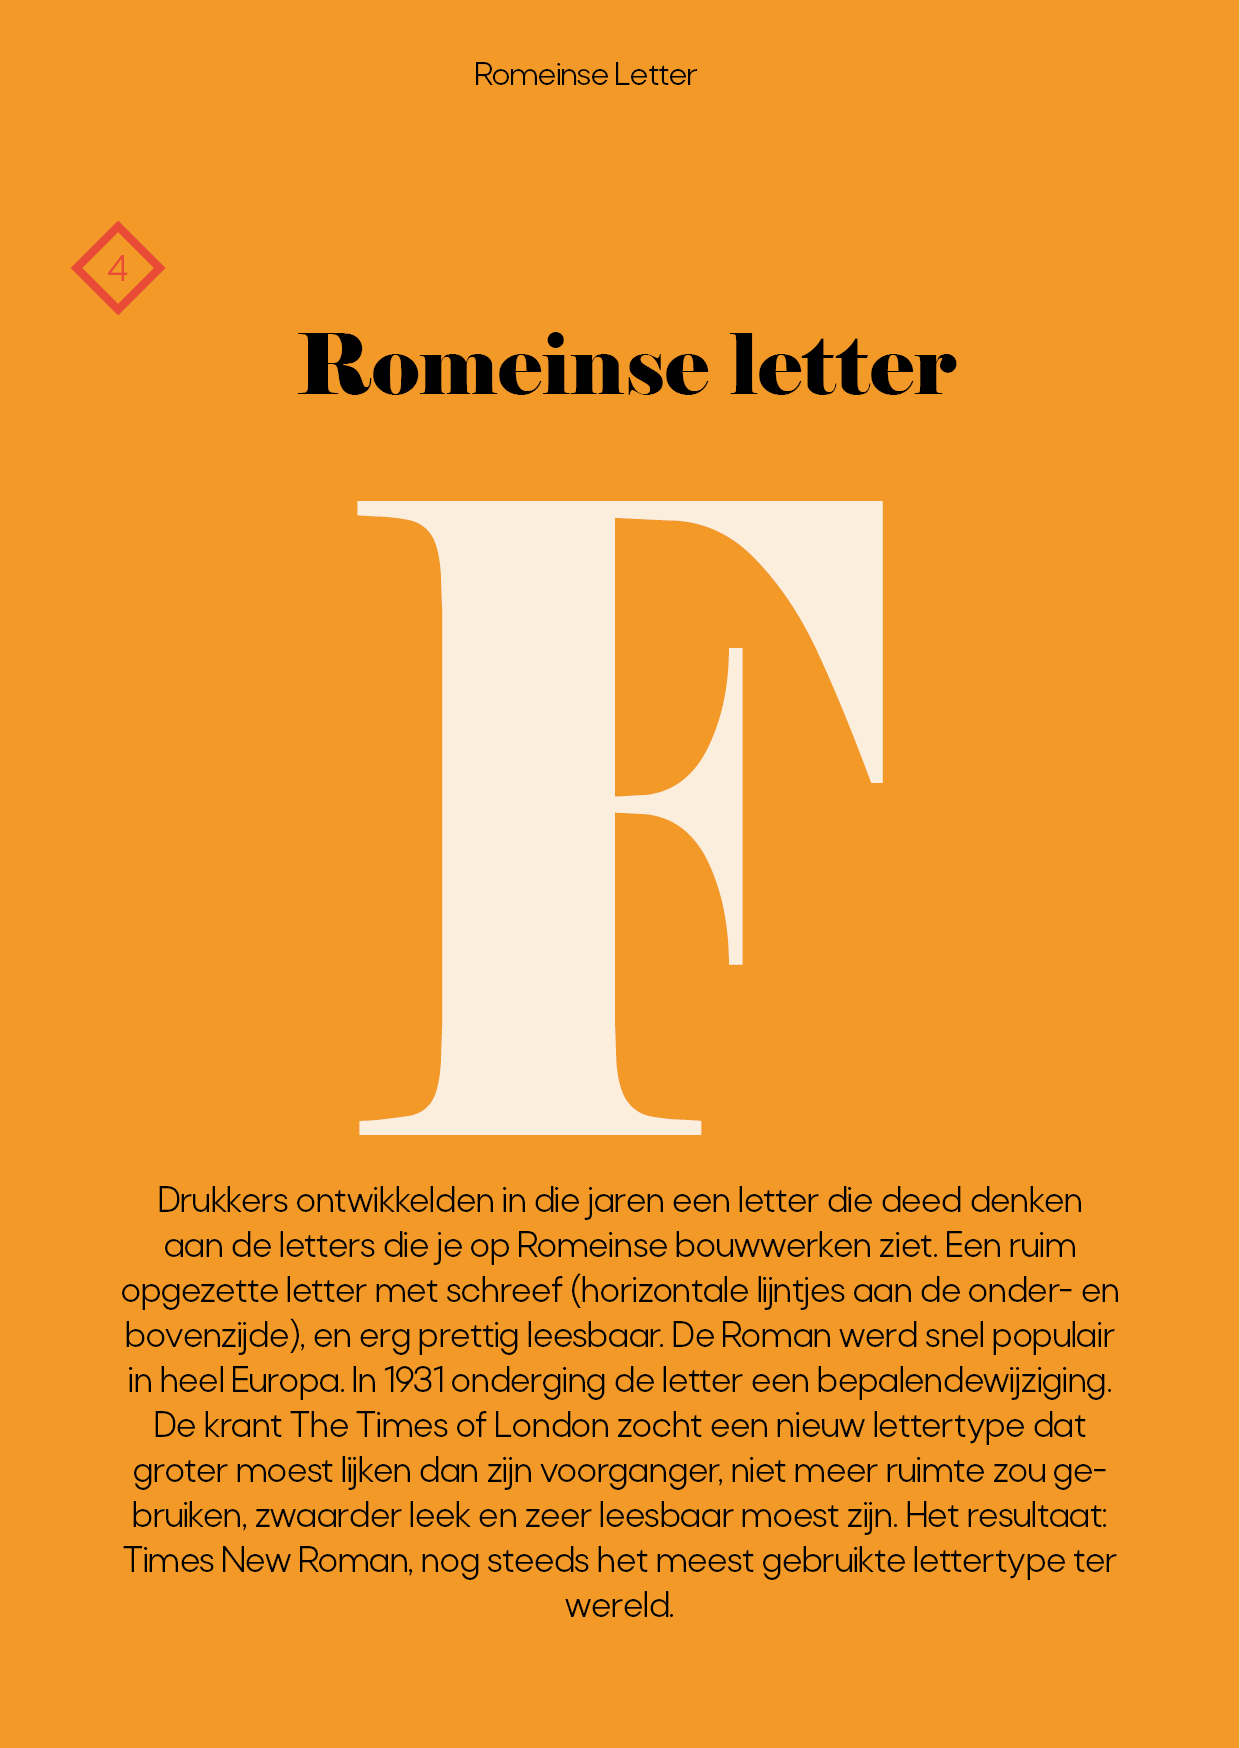 Romeinse Letter
4
Romeinse letter
F
Drukkers ontwikkelden in die jaren een letter die deed denken
aan de letters die je op Romeinse bouwwerken ziet. Een ruim
opgezette letter met schreef (horizontale lijntjes aan de onder- en
bovenzijde), en erg prettig leesbaar. De Roman werd snel populair
in heel Europa. In 1931 onderging de letter een bepalendewijziging.
De krant The Times of London zocht een nieuw lettertype dat
groter moest lijken dan zijn voorganger, niet meer ruimte zou ge-
bruiken, zwaarder leek en zeer leesbaar moest zijn. Het resultaat:
Times New Roman, nog steeds het meest gebruikte lettertype ter
wereld.